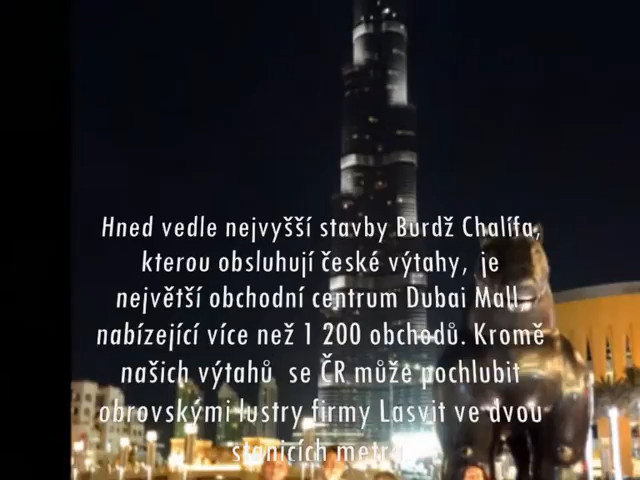 Hned vedle nejvyšší stavby Burdž Chalífa,
kterou obsluhují české výtahy, je
největší obchodní centrum Dubai Mall,
nabízející více než 1 200 obchodů. Kromě
našich výtahů se ČR může pochlubit
obrovskými lustry firmy Lasvit ve dvou
stanicích metra